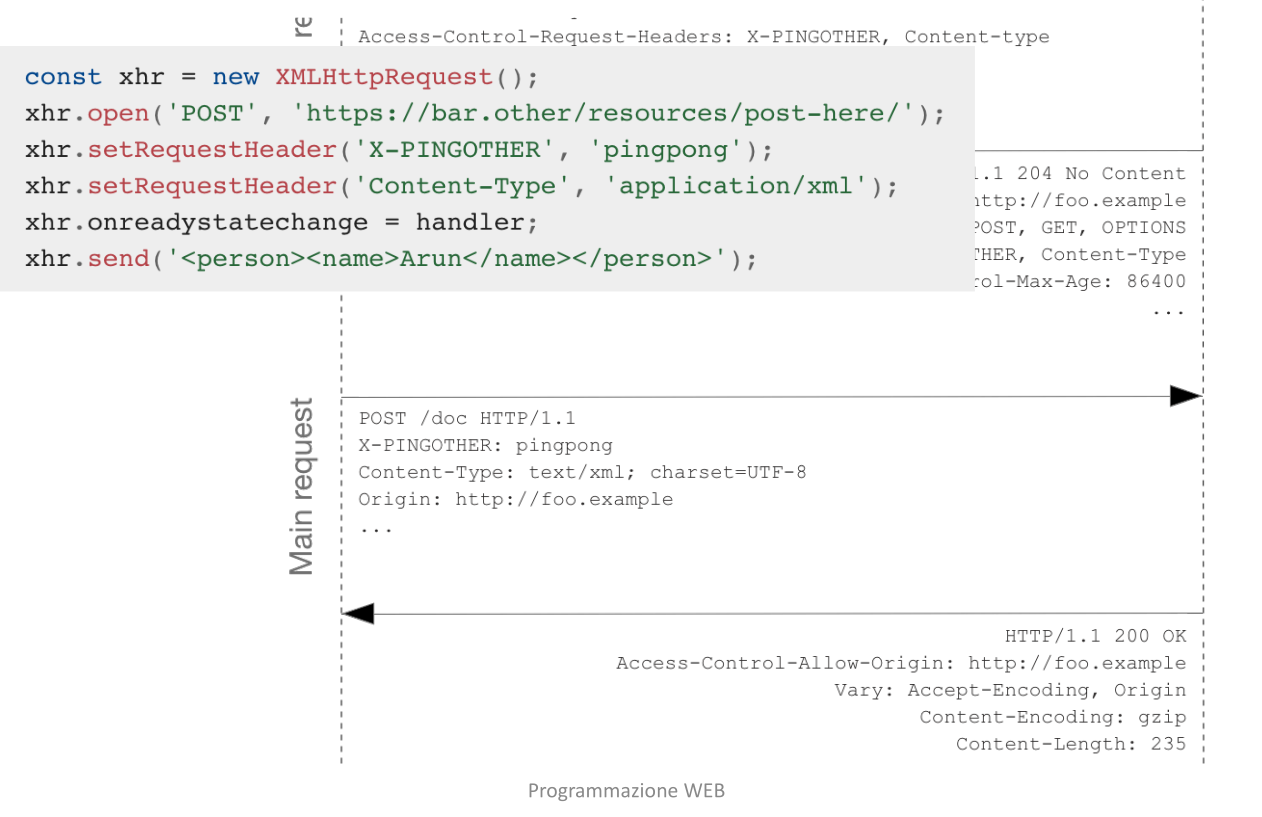 re
Access-Control-Request-Headers: X-PINGOTHER, Content-type
const xhr = new XMLHttpRequest();
xhr.open('POST', 'https://bar.other/resources/post-here/');
xhr.setRequestHeader('X-PINGOTHER', 'pingpong');
xhr.setRequestHeader('Content-Type', 'application/xml');
xhr.onreadystatechange = handler;
xhr.send('<person><name>Arun</name></person>');
.1 204 No Content
ttp://foo.example
POST, GET, OPTIONS
THER, Content-Type
rol-Max-Age: 86400
...
Main request
POST /doc HTTP/1.1
X-PINGOTHER: pingpong
Content-Type: text/xml; charset=UTF-8
Origin: http://foo.example
...
HTTP/1.1 200 OK
Access-Control-Allow-Origin: http://foo.example
Vary: Accept-Encoding, Origin
Content-Encoding: gzip
Content-Length: 235
Programmazione WEB